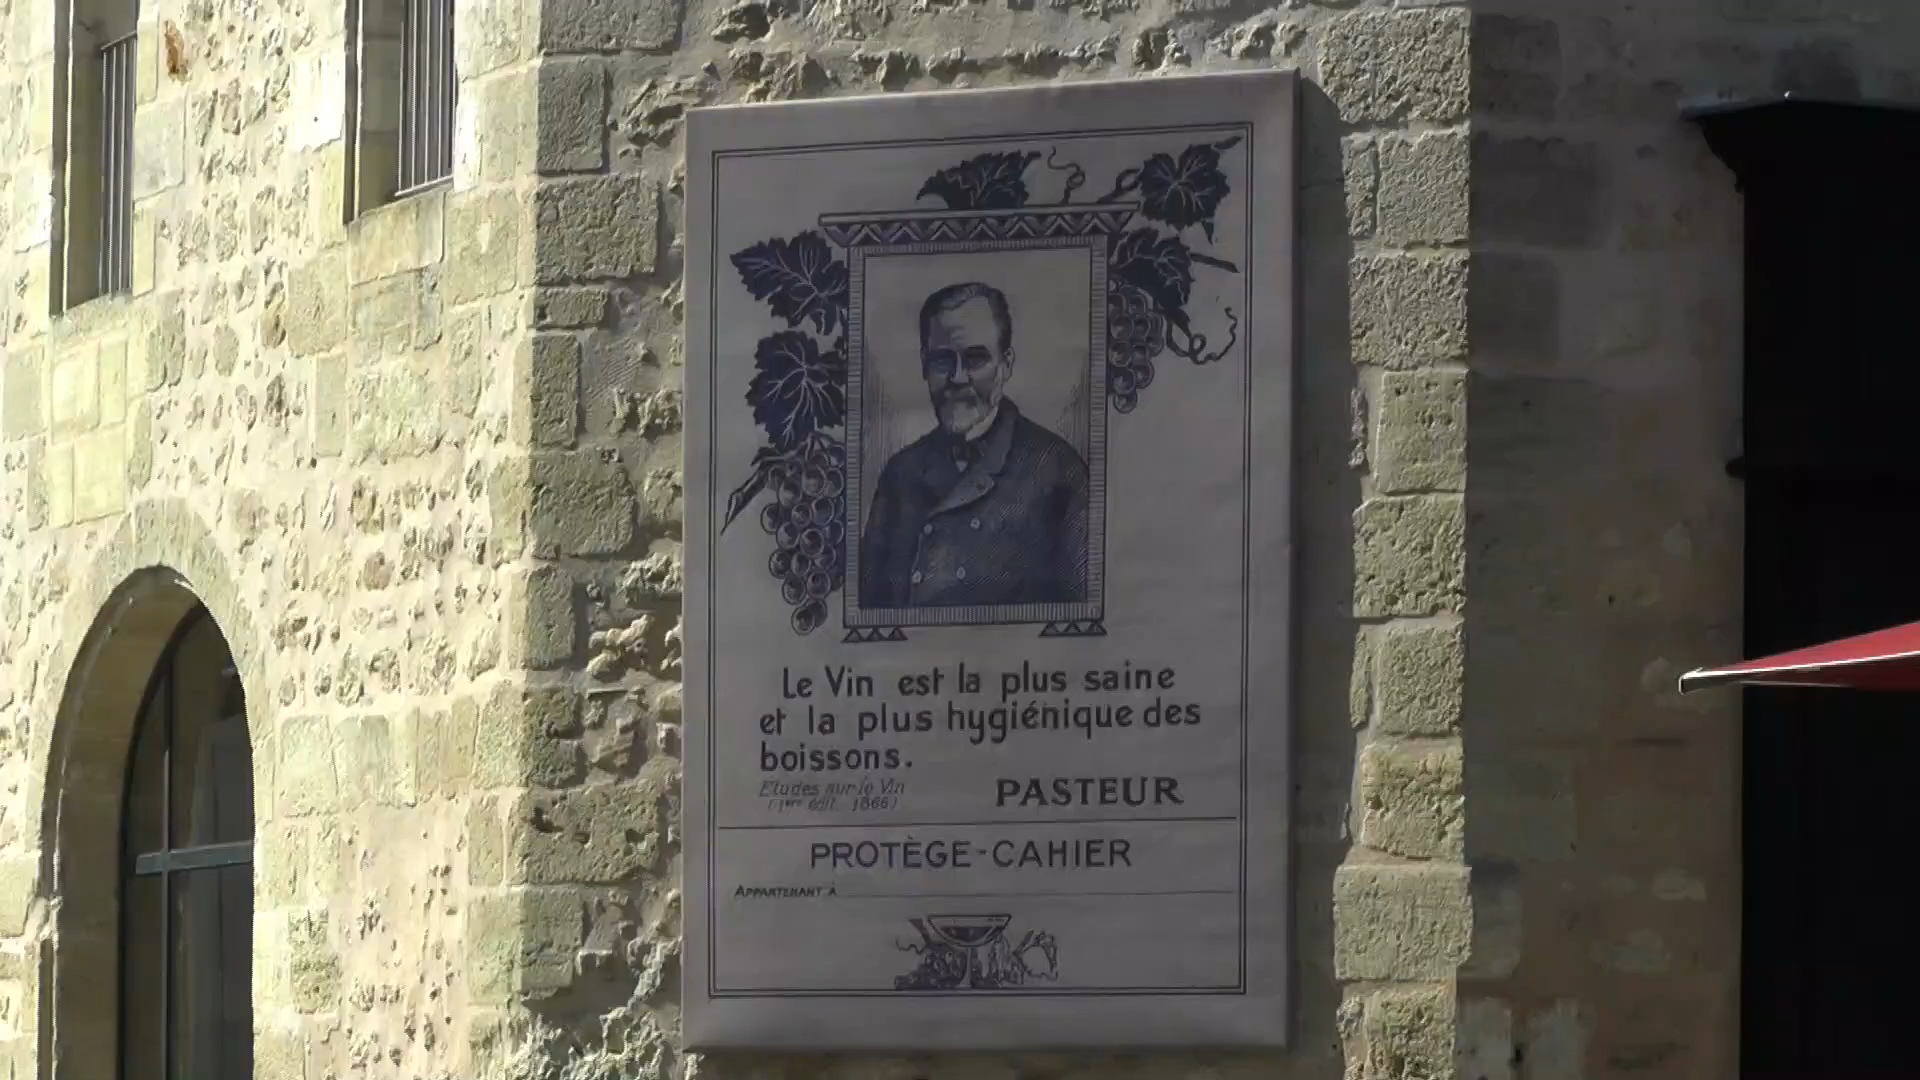 Le Vin est la plus saine
et la plus hygiénique des
boissons.
Etudes sur le Vin
(1ère édit. 1866)
PASTEUR
PROTÈGE-CAHIER
APPARTENANT À